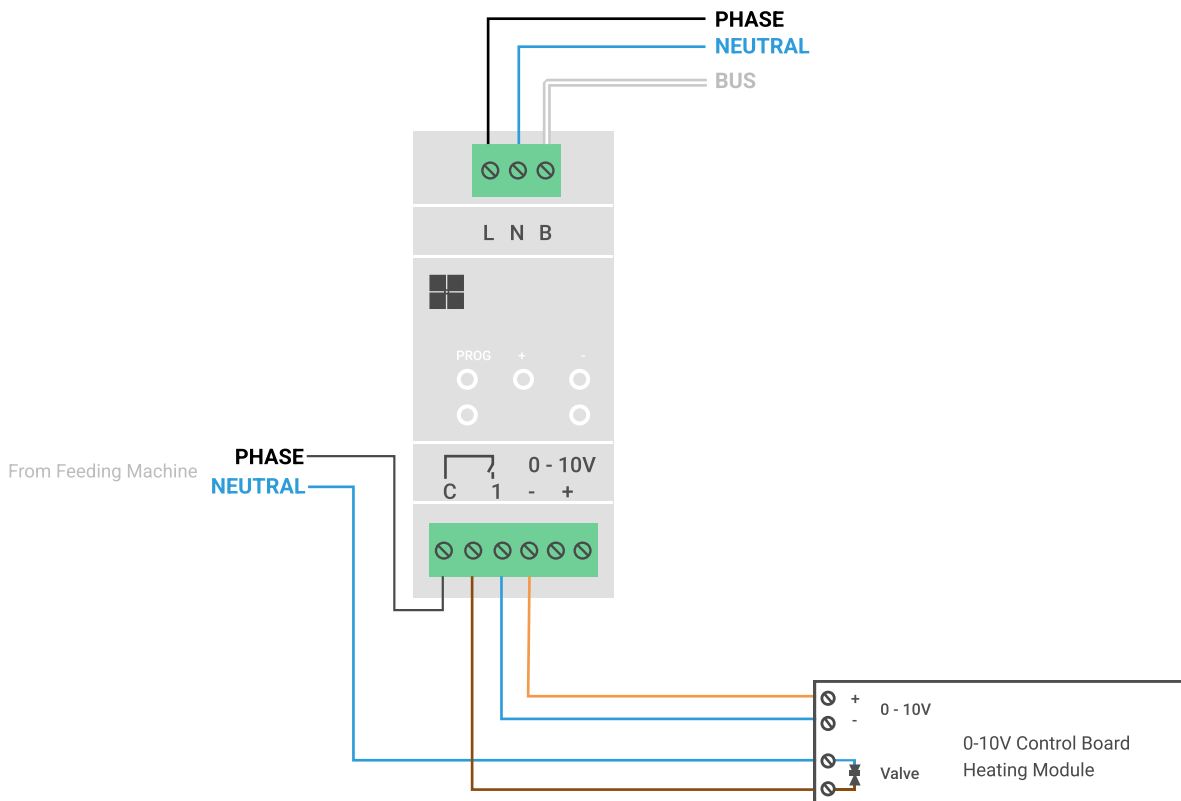 PHASE
NEUTRAL
BUS
L N B
PROG + -
PHASE
From Feeding Machine
NEUTRAL
0 - 10V
C 1 - +
+
0 - 10V
-
0-10V Control Board
Heating Module
Valve